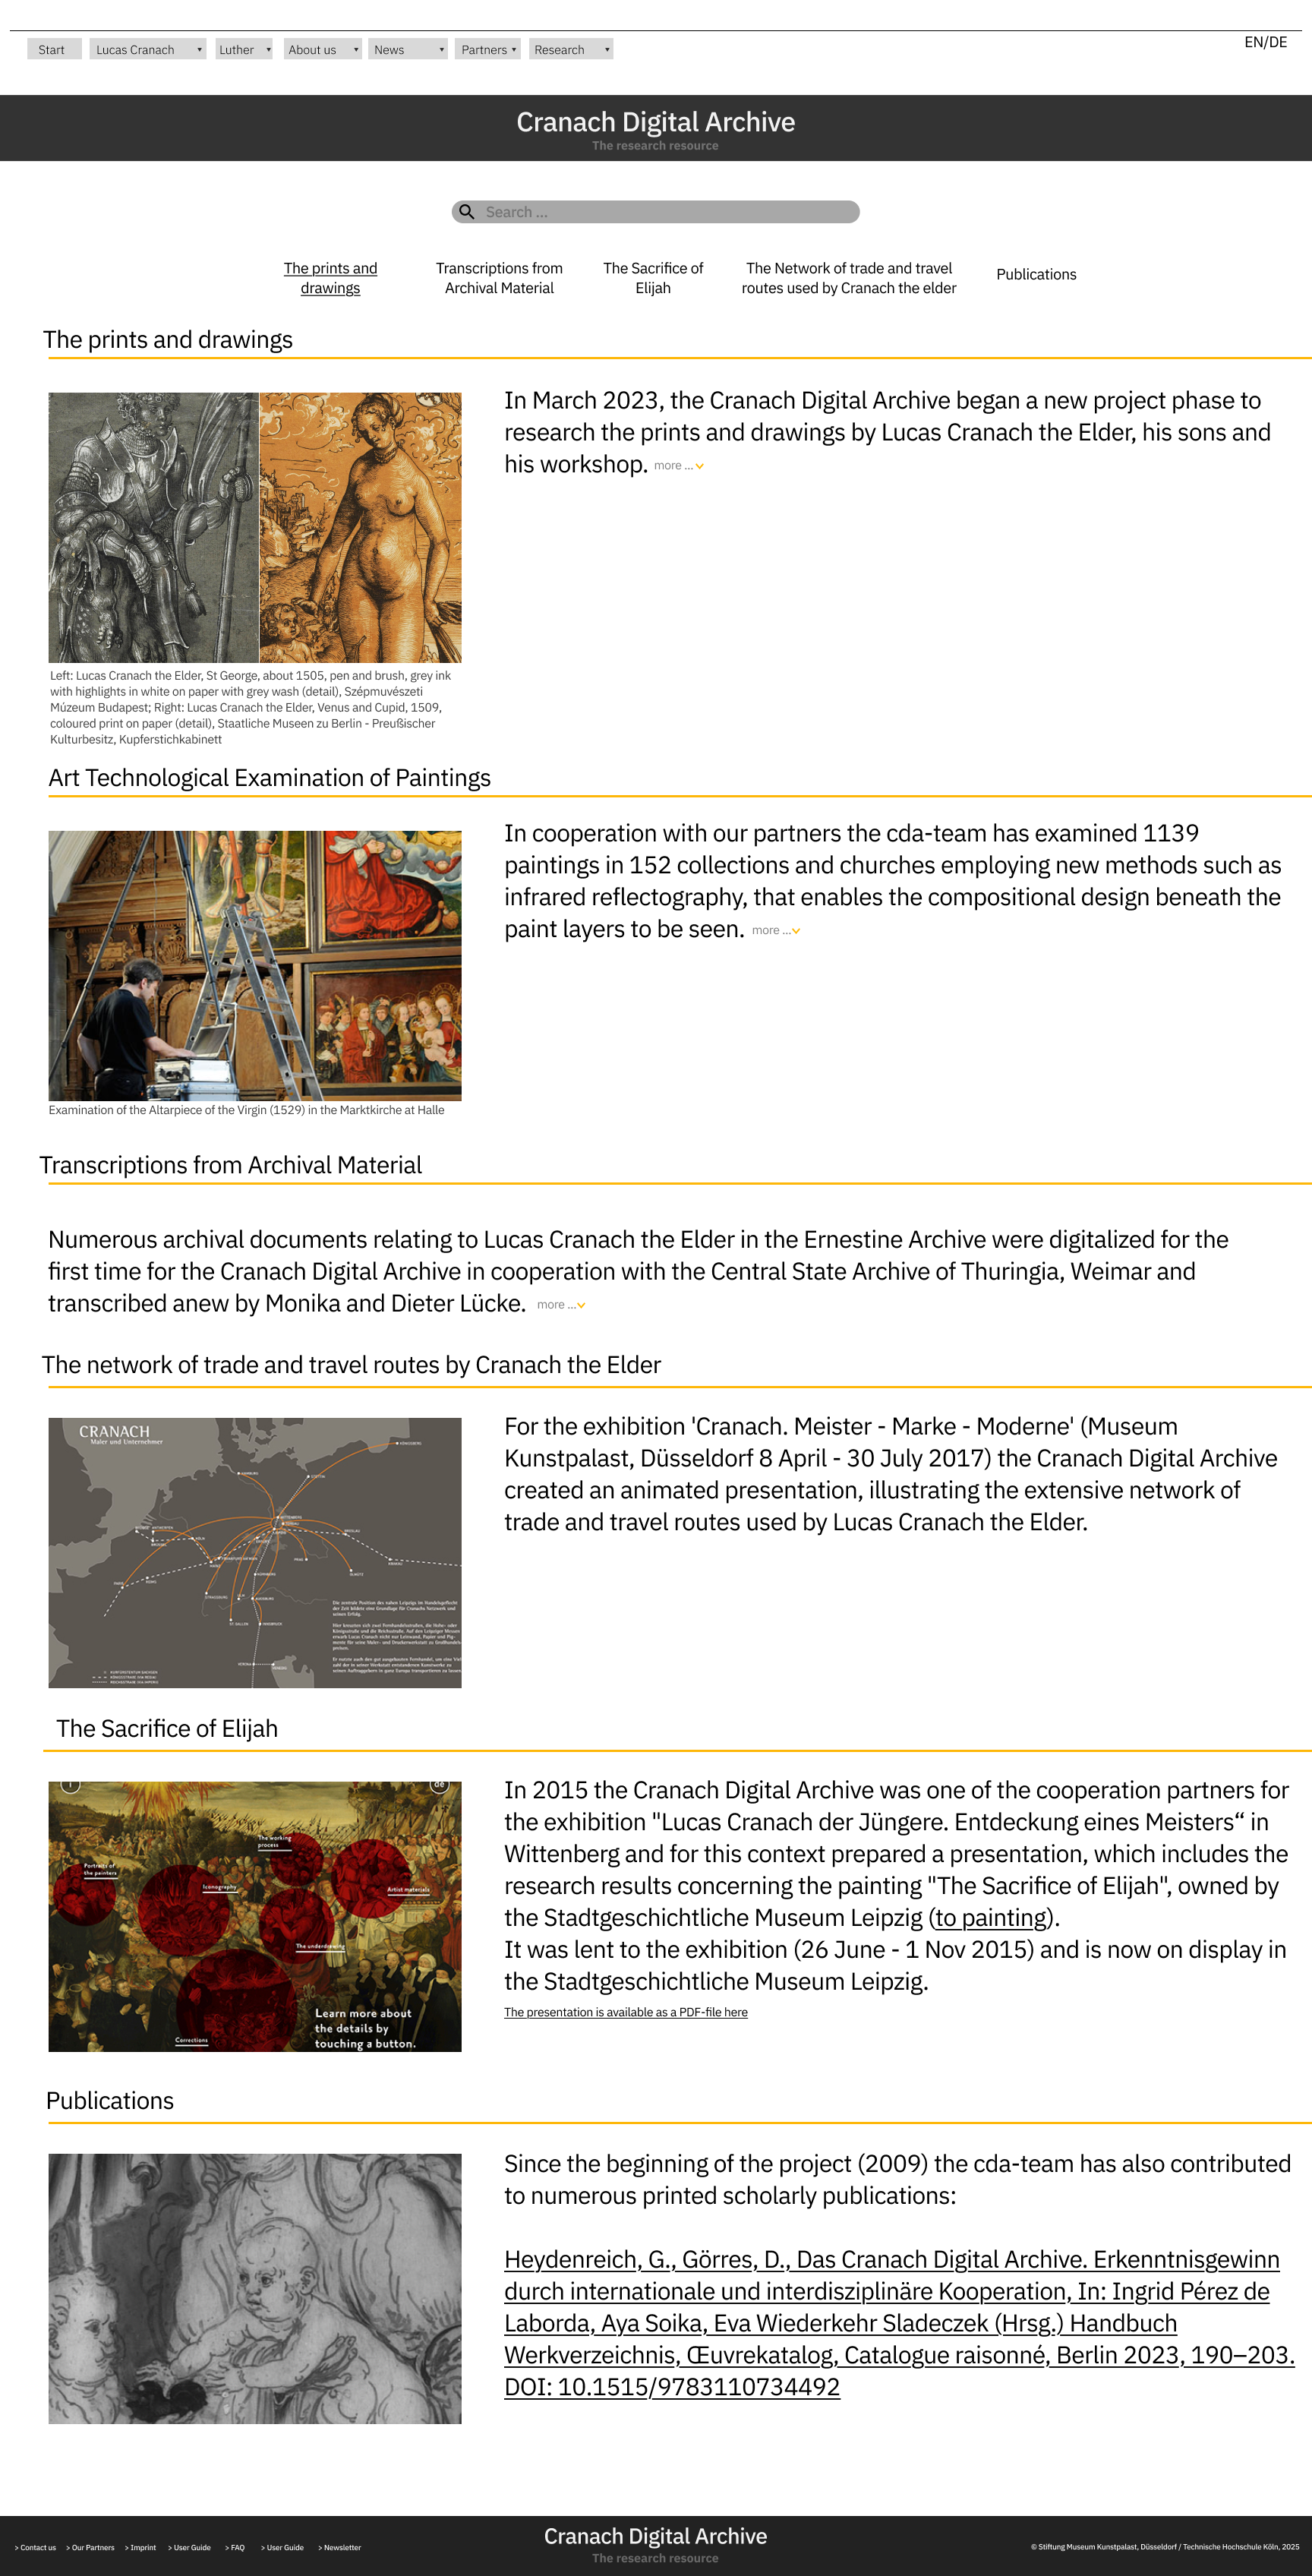 Start Lucas Cranach Luther About us News Partners Research EN/DE
Cranach Digital Archive
The research resource
Search ...
The prints and
drawings
Transcriptions from
Archival Material
The Sacrifice of
Elijah
The Network of trade and travel
routes used by Cranach the elder
Publications
The prints and drawings
In March 2023, the Cranach Digital Archive began a new project phase to
research the prints and drawings by Lucas Cranach the Elder, his sons and
his workshop. more ...
Left: Lucas Cranach the Elder, St George, about 1505, pen and brush, grey ink
with highlights in white on paper with grey wash (detail), Szépmuvészeti
Múzeum Budapest; Right: Lucas Cranach the Elder, Venus and Cupid, 1509,
coloured print on paper (detail), Staatliche Museen zu Berlin - Preußischer
Kulturbesitz, Kupferstichkabinett
Art Technological Examination of Paintings
In cooperation with our partners the cda-team has examined 1139
paintings in 152 collections and churches employing new methods such as
infrared reflectography, that enables the compositional design beneath the
paint layers to be seen. more ...
Examination of the Altarpiece of the Virgin (1529) in the Marktkirche at Halle
Transcriptions from Archival Material
Numerous archival documents relating to Lucas Cranach the Elder in the Ernestine Archive were digitalized for the
first time for the Cranach Digital Archive in cooperation with the Central State Archive of Thuringia, Weimar and
transcribed anew by Monika and Dieter Lücke. more ...
The network of trade and travel routes by Cranach the Elder
CRANACH
Maler und Unternehmer
For the exhibition 'Cranach. Meister - Marke - Moderne' (Museum
Kunstpalast, Düsseldorf 8 April - 30 July 2017) the Cranach Digital Archive
created an animated presentation, illustrating the extensive network of
trade and travel routes used by Lucas Cranach the Elder.
The Sacrifice of Elijah
de
The working
process
Portraits of
the painters
Iconography
Artist materials
The underdrawing
Corrections
Learn more about
the details by
touching a button.
In 2015 the Cranach Digital Archive was one of the cooperation partners for
the exhibition "Lucas Cranach der Jüngere. Entdeckung eines Meisters“ in
Wittenberg and for this context prepared a presentation, which includes the
research results concerning the painting "The Sacrifice of Elijah", owned by
the Stadtgeschichtliche Museum Leipzig (to painting).
It was lent to the exhibition (26 June - 1 Nov 2015) and is now on display in
the Stadtgeschichtliche Museum Leipzig.
The presentation is available as a PDF-file here
Publications
Since the beginning of the project (2009) the cda-team has also contributed
to numerous printed scholarly publications:
Heydenreich, G., Görres, D., Das Cranach Digital Archive. Erkenntnisgewinn
durch internationale und interdisziplinäre Kooperation, In: Ingrid Pérez de
Laborda, Aya Soika, Eva Wiederkehr Sladeczek (Hrsg.) Handbuch
Werkverzeichnis, Œuvrekatalog, Catalogue raisonné, Berlin 2023, 190–203.
DOI: 10.1515/9783110734492
> Contact us > Our Partners > Imprint > User Guide > FAQ > User Guide > Newsletter
Cranach Digital Archive
The research resource
© Stiftung Museum Kunstpalast, Düsseldorf / Technische Hochschule Köln, 2025